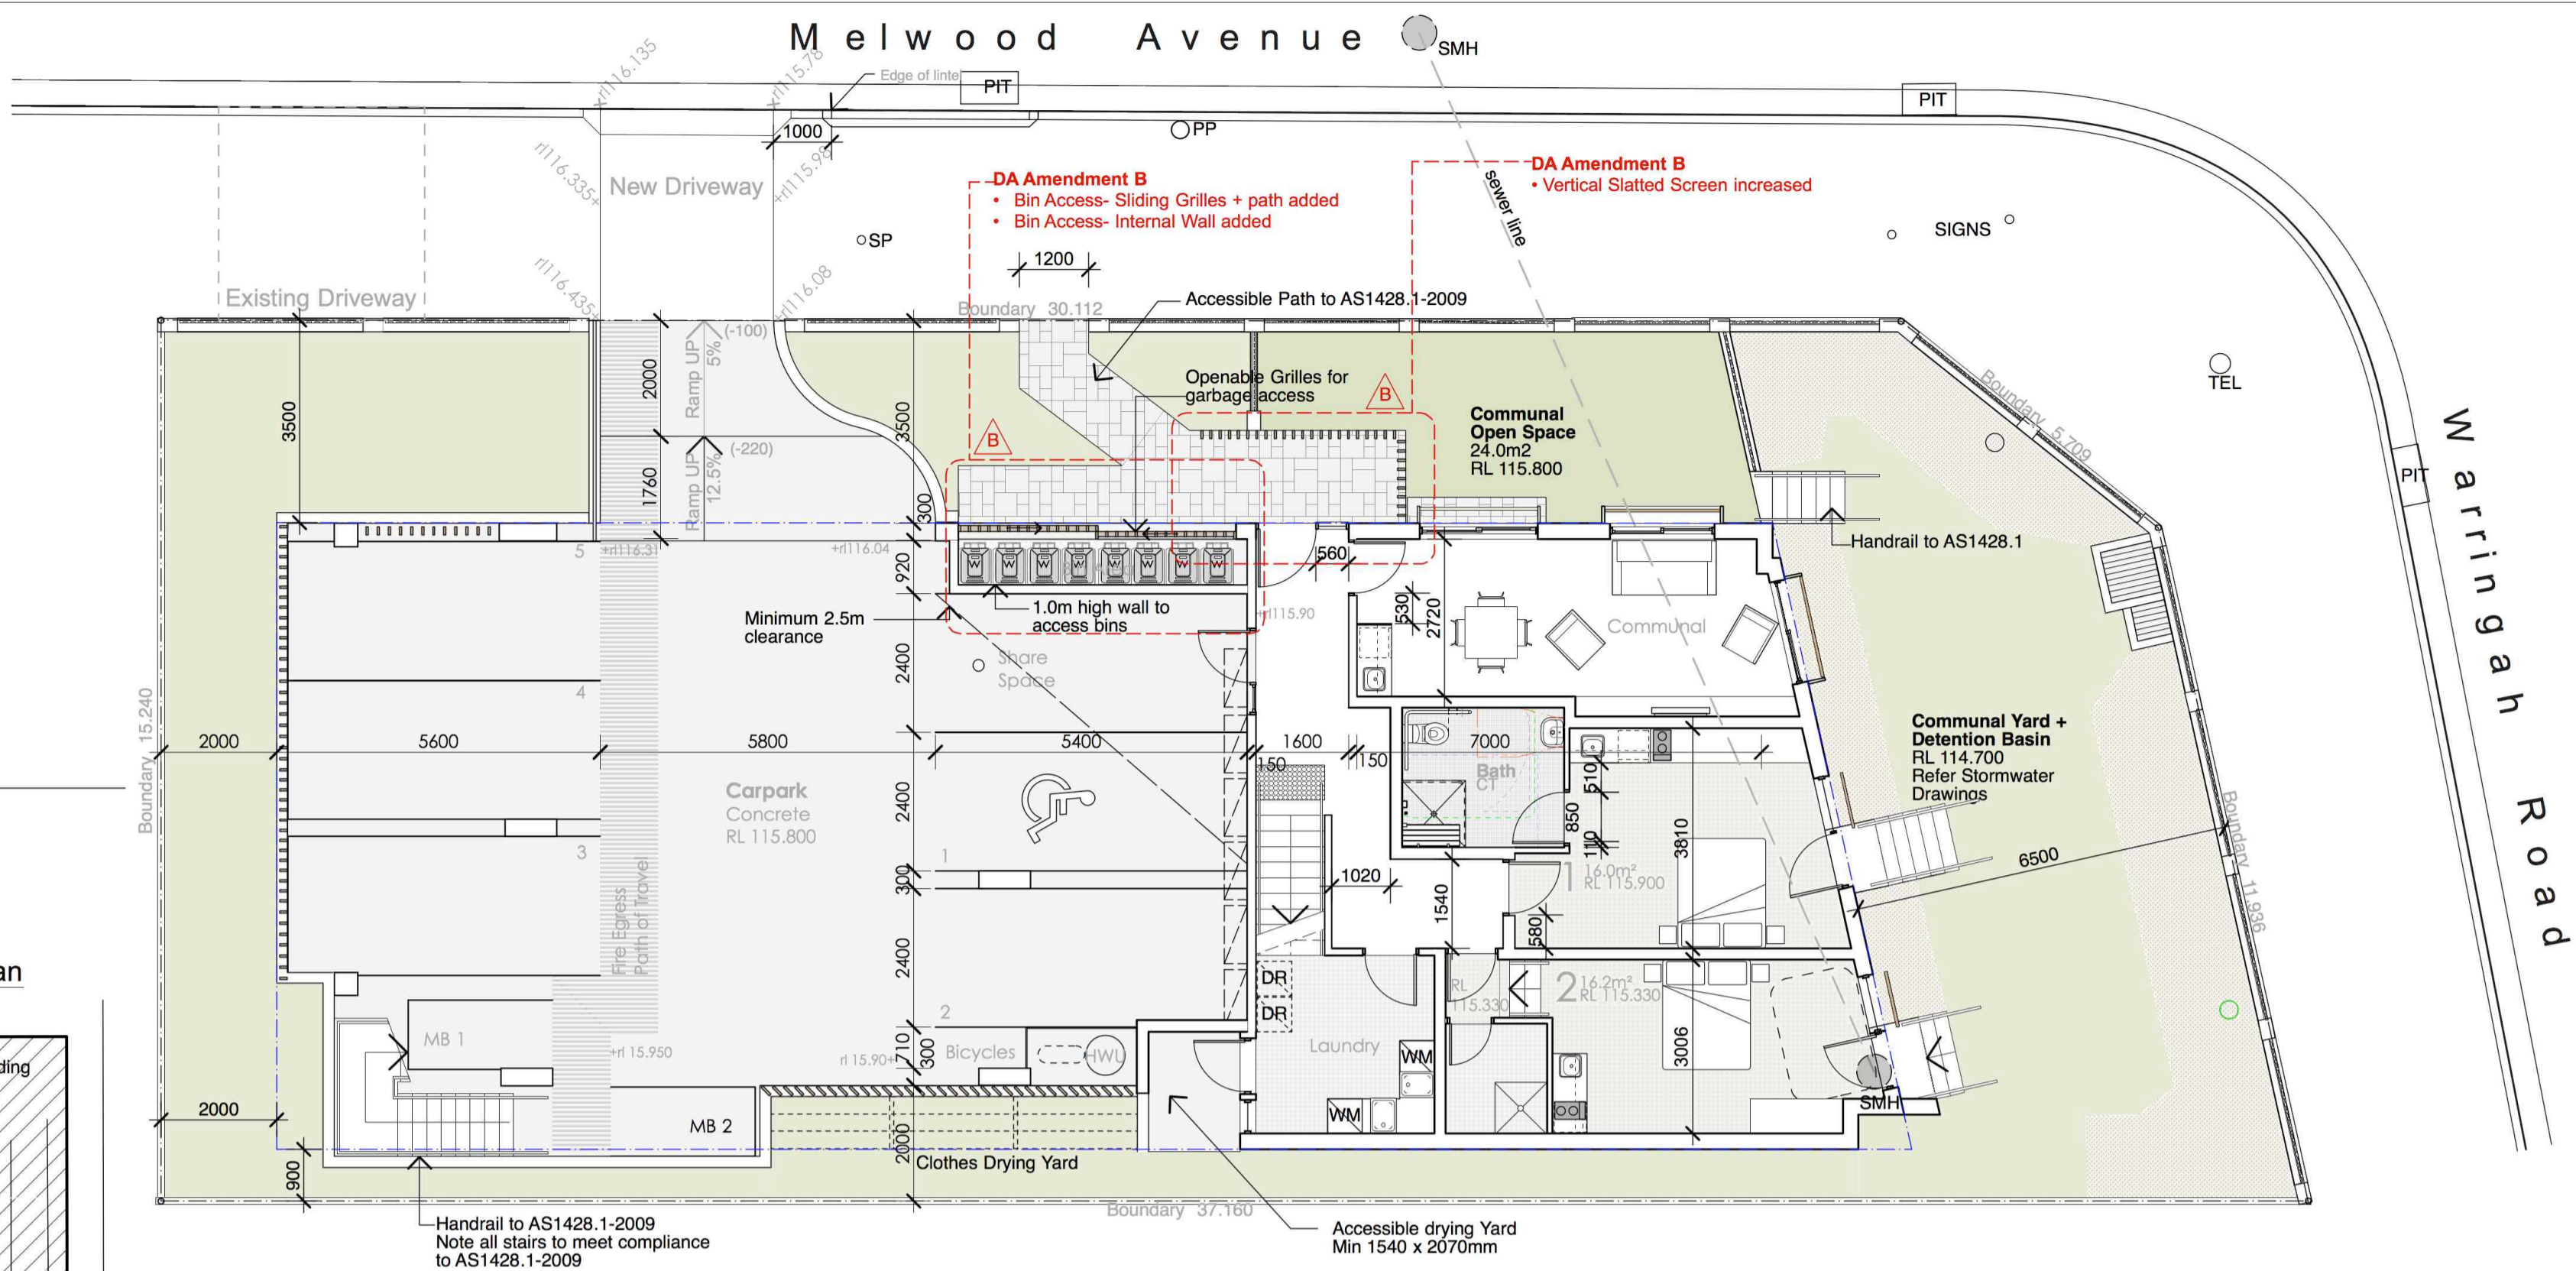 Melwood Avenue
SMH
rl116.135
rl115.78
Edge of lintel
PIT
PIT
1000
PP
rl116.335
+rl115.98
New Driveway
DA Amendment B
• Bin Access- Sliding Grilles + path added
• Bin Access- Internal Wall added
DA Amendment B
• Vertical Slatted Screen increased
sewer line
SP
SIGNS
1200
rl116.435
+rl116.08
Existing Driveway
Boundary 30.112
Accessible Path to AS1428.1-2009
(-100)
Ramp UP
5%
2000
3500
3500
Openable Grilles for
garbage access
B
B
Communal
Open Space
24.0m2
RL 115.800
TEL
Boundary 5.709
PIT
Warringah Road
(-220)
Ramp UP
12.5%
1760
300
Handrail to AS1428.1
5
+rl116.31
+rl116.04
920
W W W W W W W W
560
530
2720
Minimum 2.5m
clearance
1.0m high wall to
access bins
+rl115.90
Communal
Share
Space
2400
4
Boundary 15.240
2000
5600
5800
5400
1600
7000
150
150
Bath
CT
510
850
110
Communal Yard +
Detention Basin
RL 114.700
Refer Stormwater
Drawings
Carpark
Concrete
RL 115.800
2400
3810
3
1
300
Fire Egress
Path of Travel
1020
1540
1
16.0m²
RL 115.900
580
6500
Boundary 11.936
2400
an
DR
DR
RL
115.330
2
16.2m²
RL 115.330
2
MB 1
+rl 15.950
rl 15.90+
710
300
Bicycles
HWU
Laundry
WM
WM
3006
SMH
ding
2000
MB 2
900
2000
Clothes Drying Yard
Boundary 37.160
Handrail to AS1428.1-2009
Note all stairs to meet compliance
to AS1428.1-2009
Accessible drying Yard
Min 1540 x 2070mm